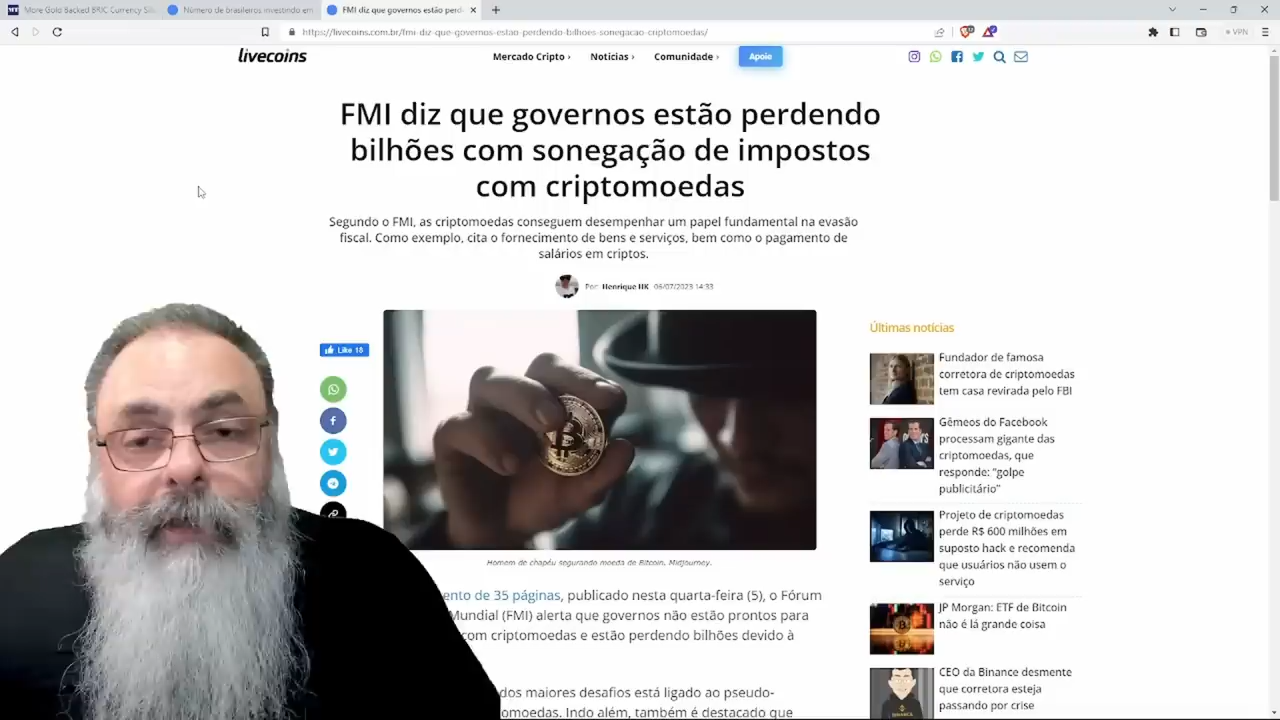 More Gold Backed BRIC Currency
Número de brasileiros investindo em
FMI diz que governos estão perd
https://livecoins.com.br/fmi-diz-que-governos-estao-perdendo-bilhoes-sonegacao-criptomoedas/
VPN
livecoins
Mercado Cripto ›
Notícias ›
Comunidade ›
Apoie
FMI diz que governos estão perdendo
bilhões com sonegação de impostos
com criptomoedas
Segundo o FMI, as criptomoedas conseguem desempenhar um papel fundamental na evasão
fiscal. Como exemplo, cita o fornecimento de bens e serviços, bem como o pagamento de
salários em criptos.
Por Henrique HK 06/07/2023 14:33
Like 18
Homem de chapéu segurando moeda de Bitcoin. Midjourney.
ento de 35 páginas, publicado nesta quarta-feira (5), o Fórum
Mundial (FMI) alerta que governos não estão prontos para
com criptomoedas e estão perdendo bilhões devido à
dos maiores desafios está ligado ao pseudo-
omoedas. Indo além, também é destacado que
Últimas notícias
Fundador de famosa
corretora de criptomoedas
tem casa revirada pelo FBI
Gêmeos do Facebook
processam gigante das
criptomoedas, que
responde: “golpe
publicitário”
Projeto de criptomoedas
perde R$ 600 milhões em
suposto hack e recomenda
que usuários não usem o
serviço
JP Morgan: ETF de Bitcoin
não é lá grande coisa
CEO da Binance desmente
que corretora esteja
passando por crise